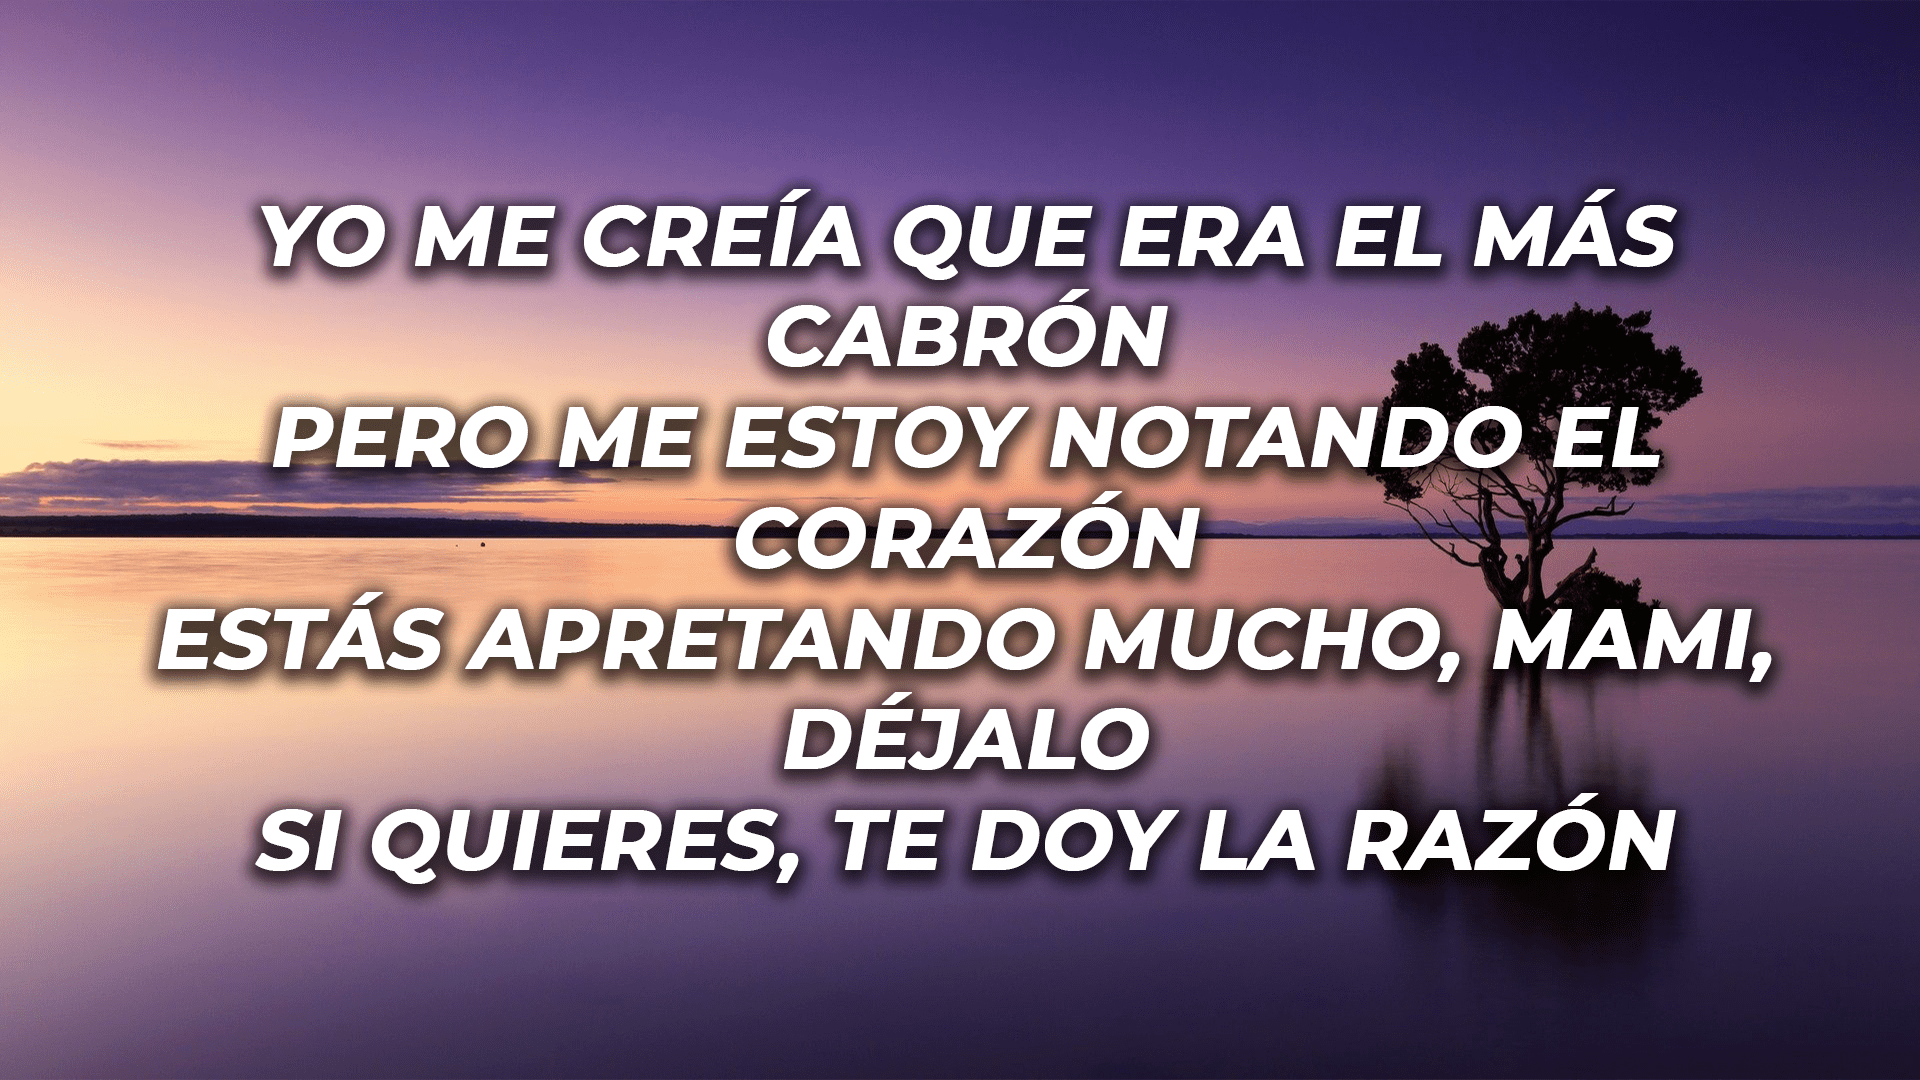 YO ME CREÍA QUE ERA EL MÁS
CABRÓN
PERO ME ESTOY NOTANDO EL
CORAZÓN
ESTÁS APRETANDO MUCHO, MAMI,
DÉJALO
SI QUIERES, TE DOY LA RAZÓN